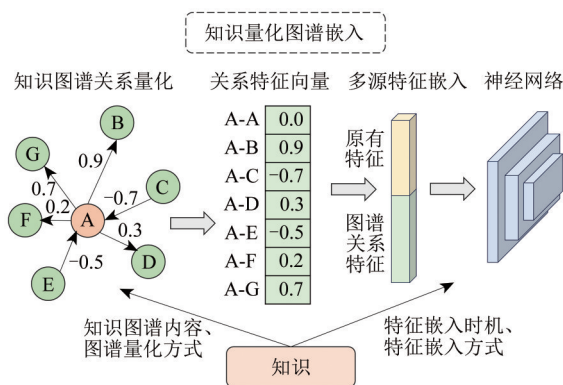 知识量化图谱嵌入
知识图谱关系量化
关系特征向量
多源特征嵌入
神经网络
B
G
C
A
F
D
E
0.9
0.7
−0.7
0.2
0.3
−0.5
A-A 0.0
A-B 0.9
A-C −0.7
A-D 0.3
A-E −0.5
A-F 0.2
A-G 0.7
原有
特征
图谱
关系
特征
知识图谱内容、
图谱量化方式
特征嵌入时机、
特征嵌入方式
知识